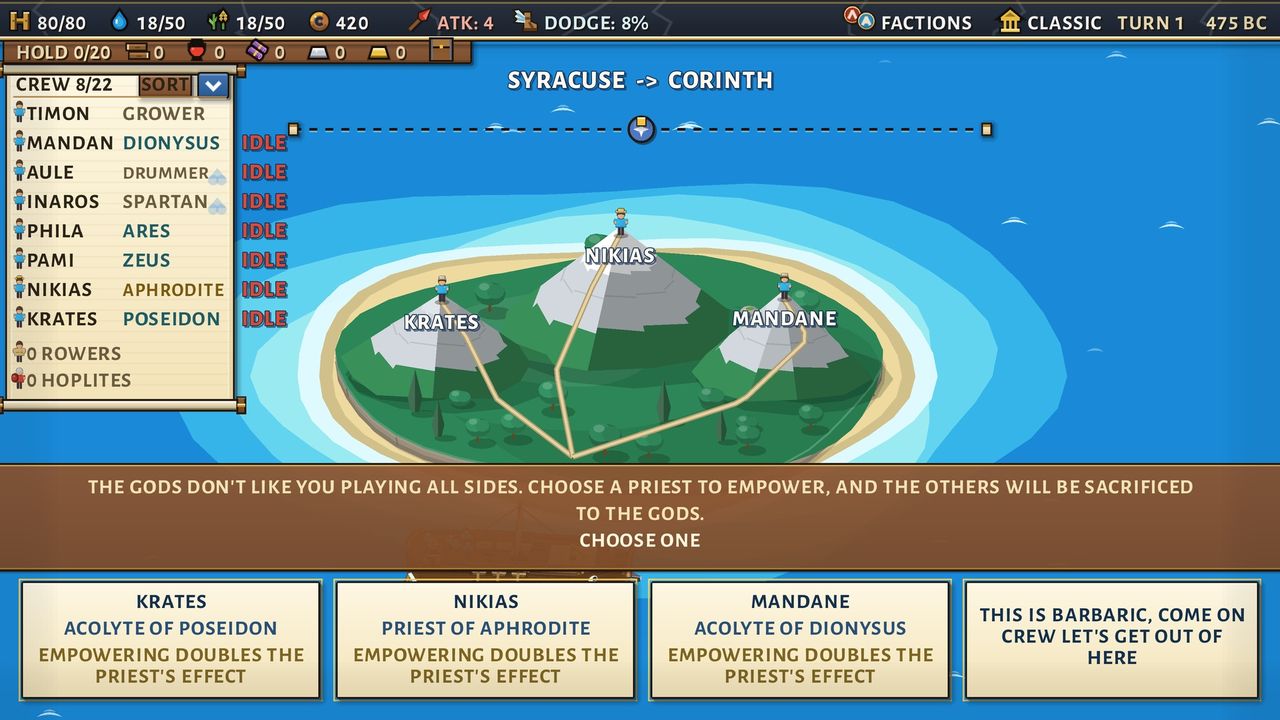 80/80 18/50 18/50 420 ATK: 4 DODGE: 8% FACTIONS CLASSIC TURN 1 475 BC
HOLD 0/20 0 0 0 0 0
CREW 8/22 SORT
TIMON GROWER
MANDAN DIONYSUS IDLE
AULE DRUMMER IDLE
INAROS SPARTAN IDLE
PHILA ARES IDLE
PAMI ZEUS IDLE
NIKIAS APHRODITE IDLE
KRATES POSEIDON IDLE
0 ROWERS
0 HOPLITES
SYRACUSE -> CORINTH
NIKIAS
KRATES
MANDANE
THE GODS DON'T LIKE YOU PLAYING ALL SIDES. CHOOSE A PRIEST TO EMPOWER, AND THE OTHERS WILL BE SACRIFICED
TO THE GODS.
CHOOSE ONE
KRATES
ACOLYTE OF POSEIDON
EMPOWERING DOUBLES THE
PRIEST'S EFFECT
NIKIAS
PRIEST OF APHRODITE
EMPOWERING DOUBLES THE
PRIEST'S EFFECT
MANDANE
ACOLYTE OF DIONYSUS
EMPOWERING DOUBLES THE
PRIEST'S EFFECT
THIS IS BARBARIC, COME ON
CREW LET'S GET OUT OF
HERE